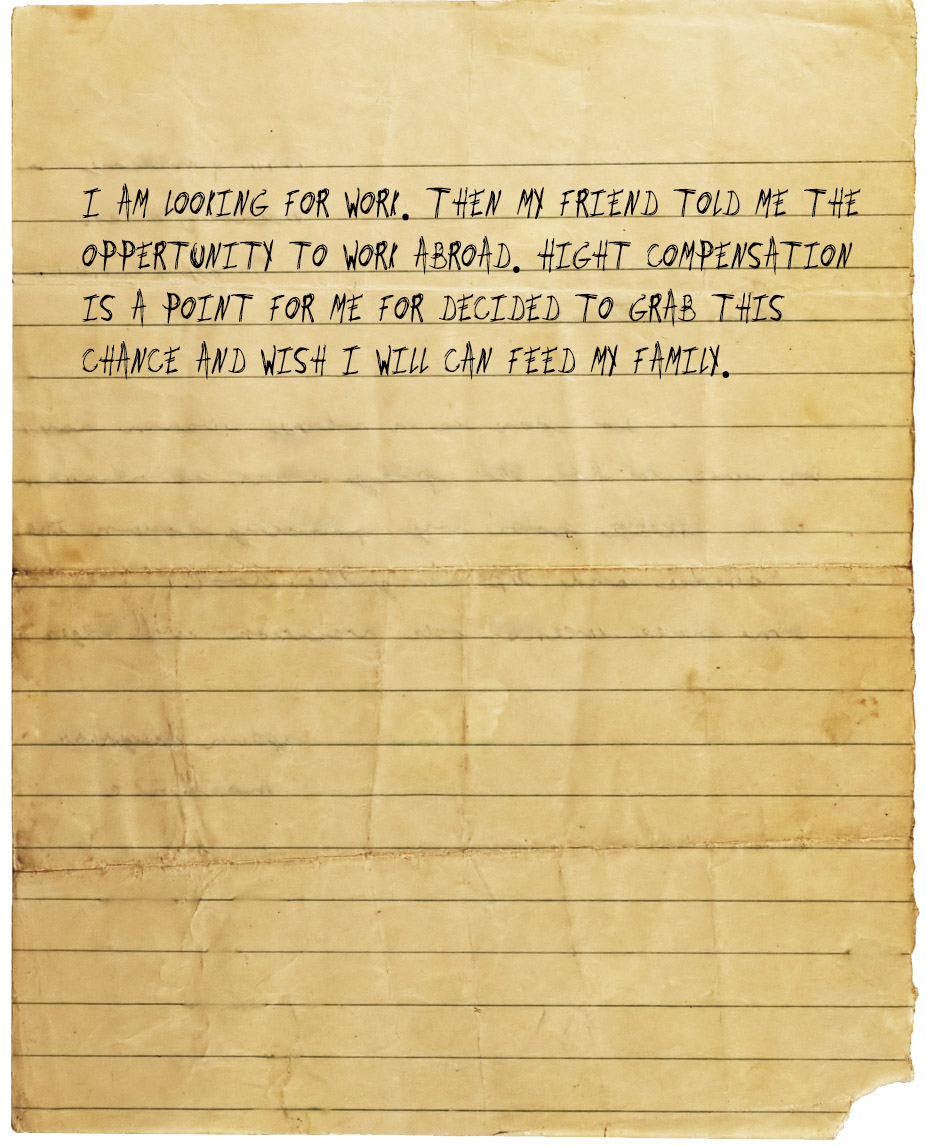 I AM LOOKING FOR WORK. THEN MY FRIEND TOLD ME THE
OPPERTUNITY TO WORK ABROAD. HIGHT COMPENSATION
IS A POINT FOR ME FOR DECIDED TO GRAB THIS
CHANCE AND WISH I WILL CAN FEED MY FAMILY.